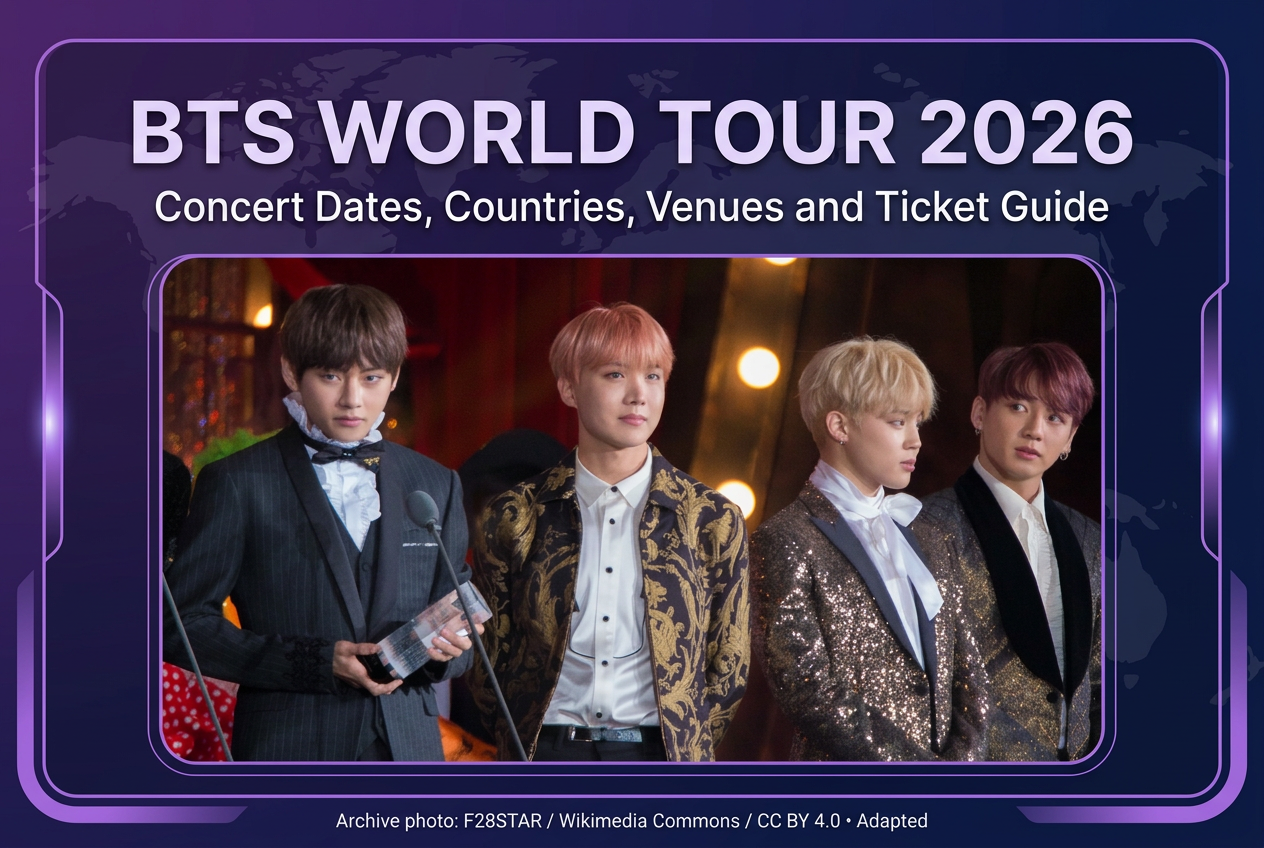 BTS WORLD TOUR 2026
Concert Dates, Countries, Venues and Ticket Guide
Archive photo: F28STAR / Wikimedia Commons / CC BY 4.0 • Adapted